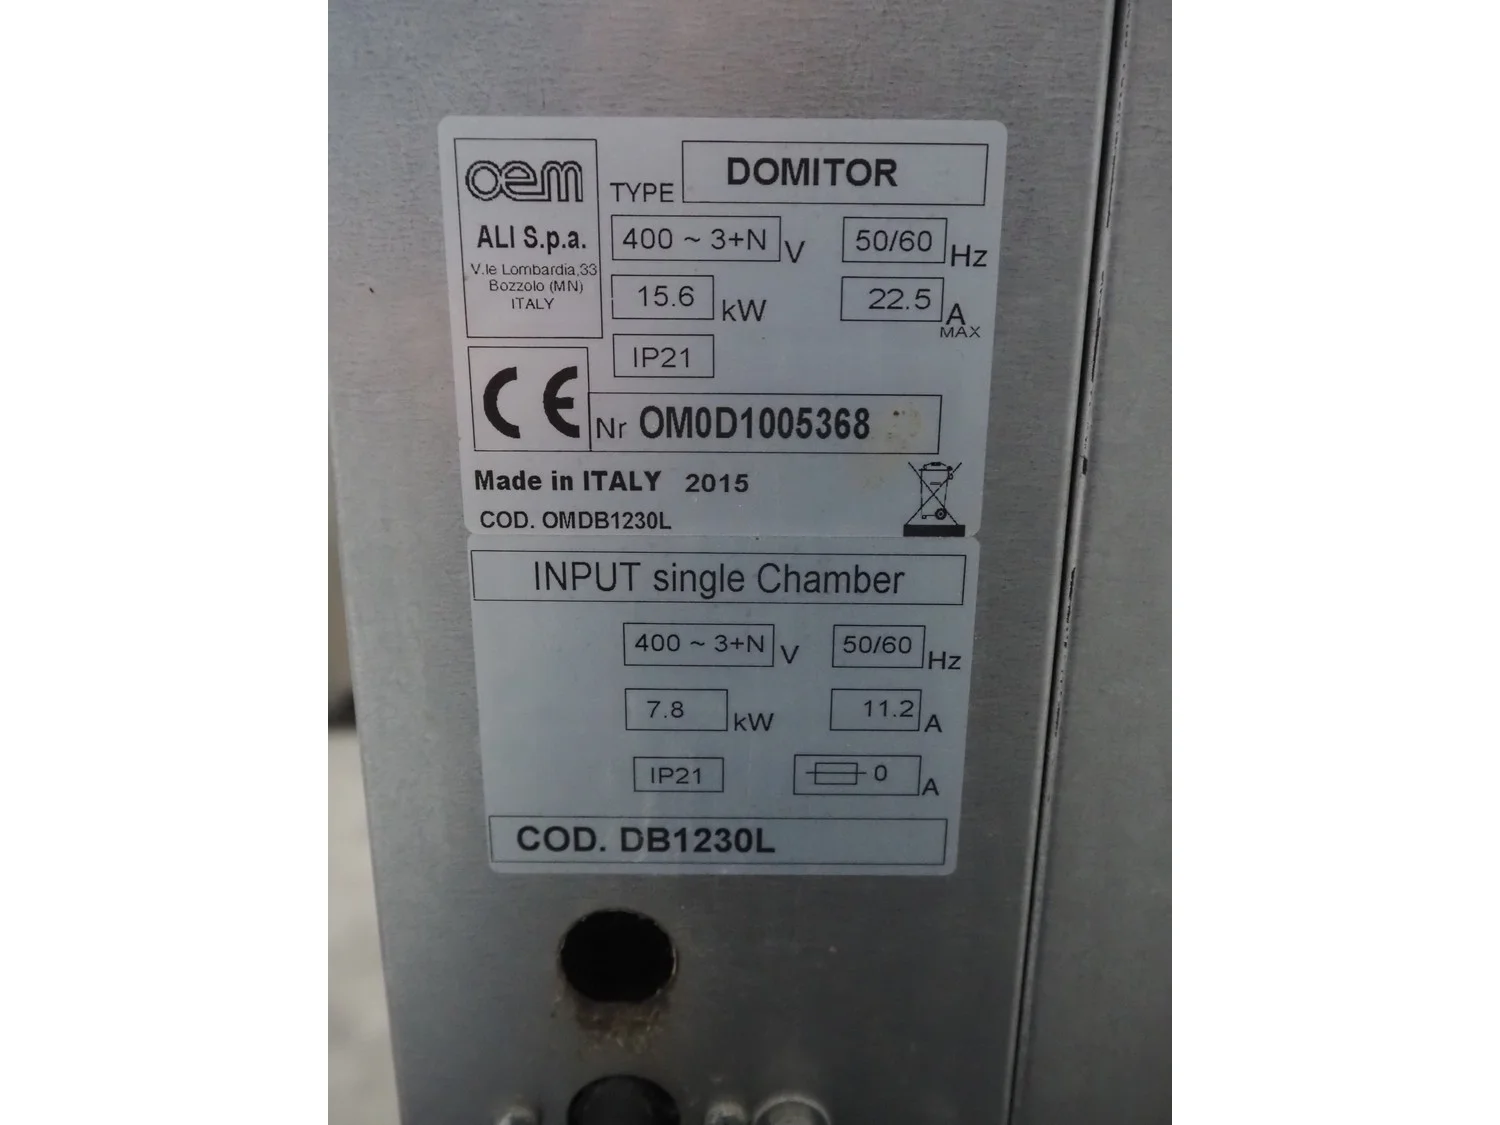 oem
ALI S.p.a.
V.le Lombardia,33
Bozzolo (MN)
ITALY
TYPE DOMITOR
400 ~ 3+N V 50/60 Hz
15.6 kW 22.5 A
MAX
IP21
CE
Nr OM0D1005368
Made in ITALY 2015
COD. OMDB1230L
INPUT single Chamber
400 ~ 3+N V 50/60 Hz
7.8 kW 11.2 A
IP21 0 A
COD. DB1230L